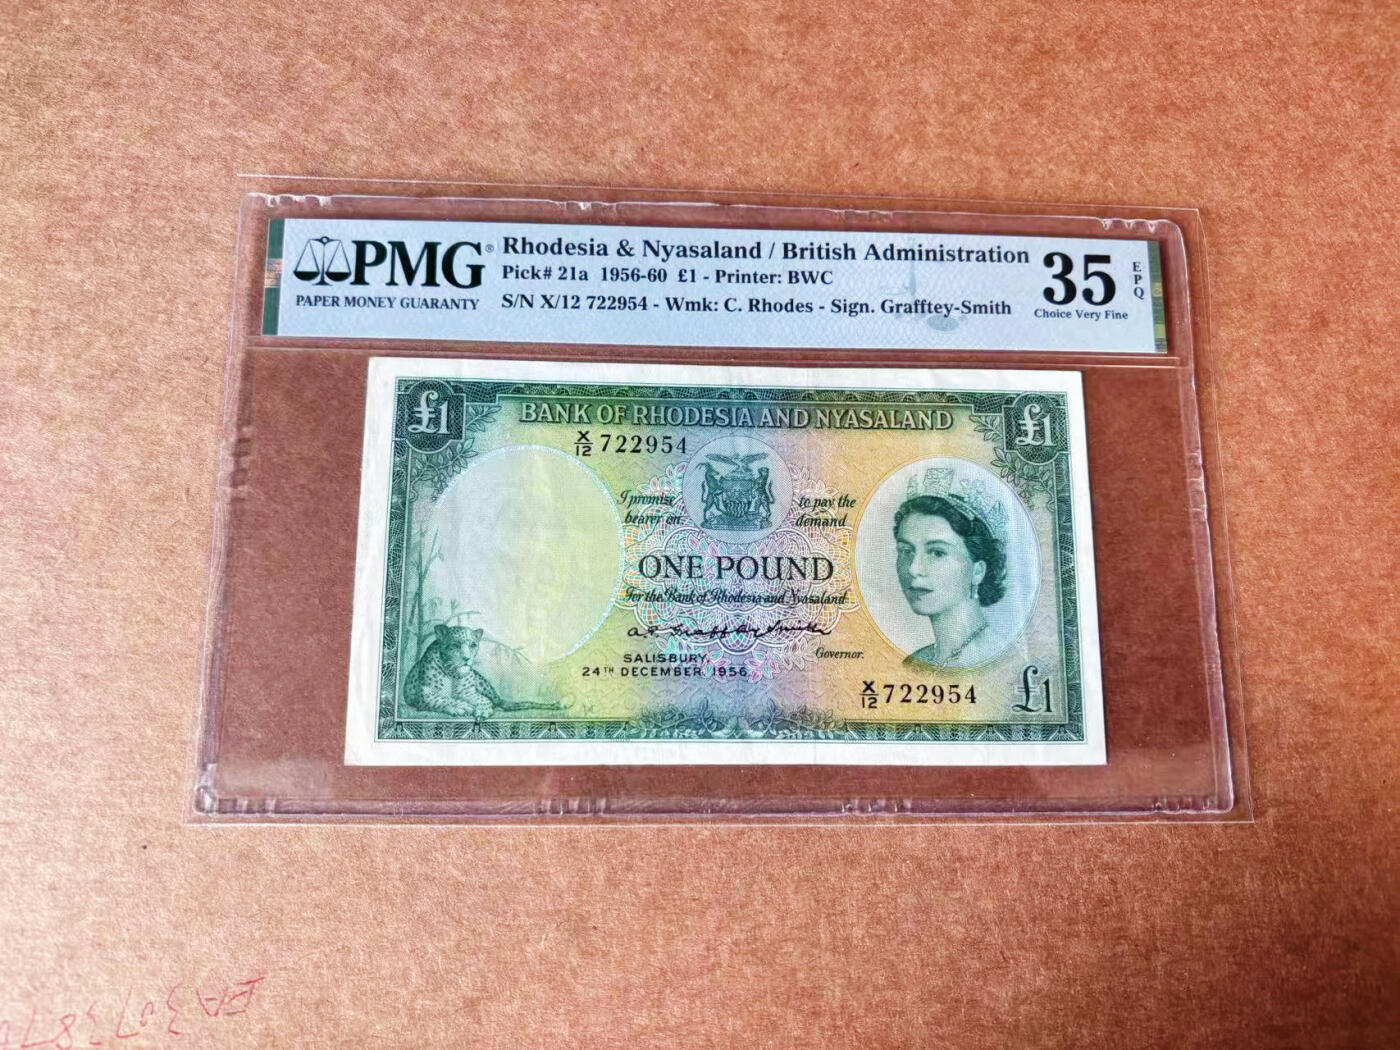 PMG®
PAPER MONEY GUARANTY
Rhodesia & Nyasaland / British Administration
Pick# 21a 1956-60 £1 - Printer: BWC
S/N X/12 722954 - Wmk: C. Rhodes - Sign. Grafftey-Smith
35
EPQ
Choice Very Fine
£1
BANK OF RHODESIA AND NYASALAND
£1
X/12 722954
I promise to pay the
bearer on demand
ONE POUND
For the Bank of Rhodesia and Nyasaland
A P Grafftey Smith
Governor.
SALISBURY,
24TH DECEMBER, 1956.
X/12 722954
£1